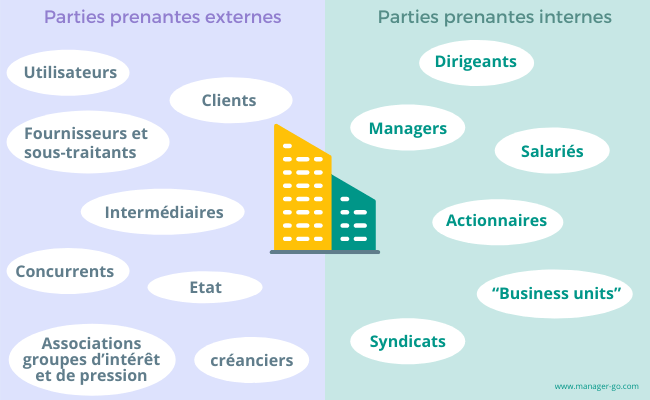 Parties prenantes externes
Utilisateurs
Clients
Fournisseurs et
sous-traitants
Intermédiaires
Concurrents
Etat
Associations
groupes d’intérêt
et de pression
créanciers
Parties prenantes internes
Dirigeants
Managers
Salariés
Actionnaires
“Business units”
Syndicats
www.manager-go.com